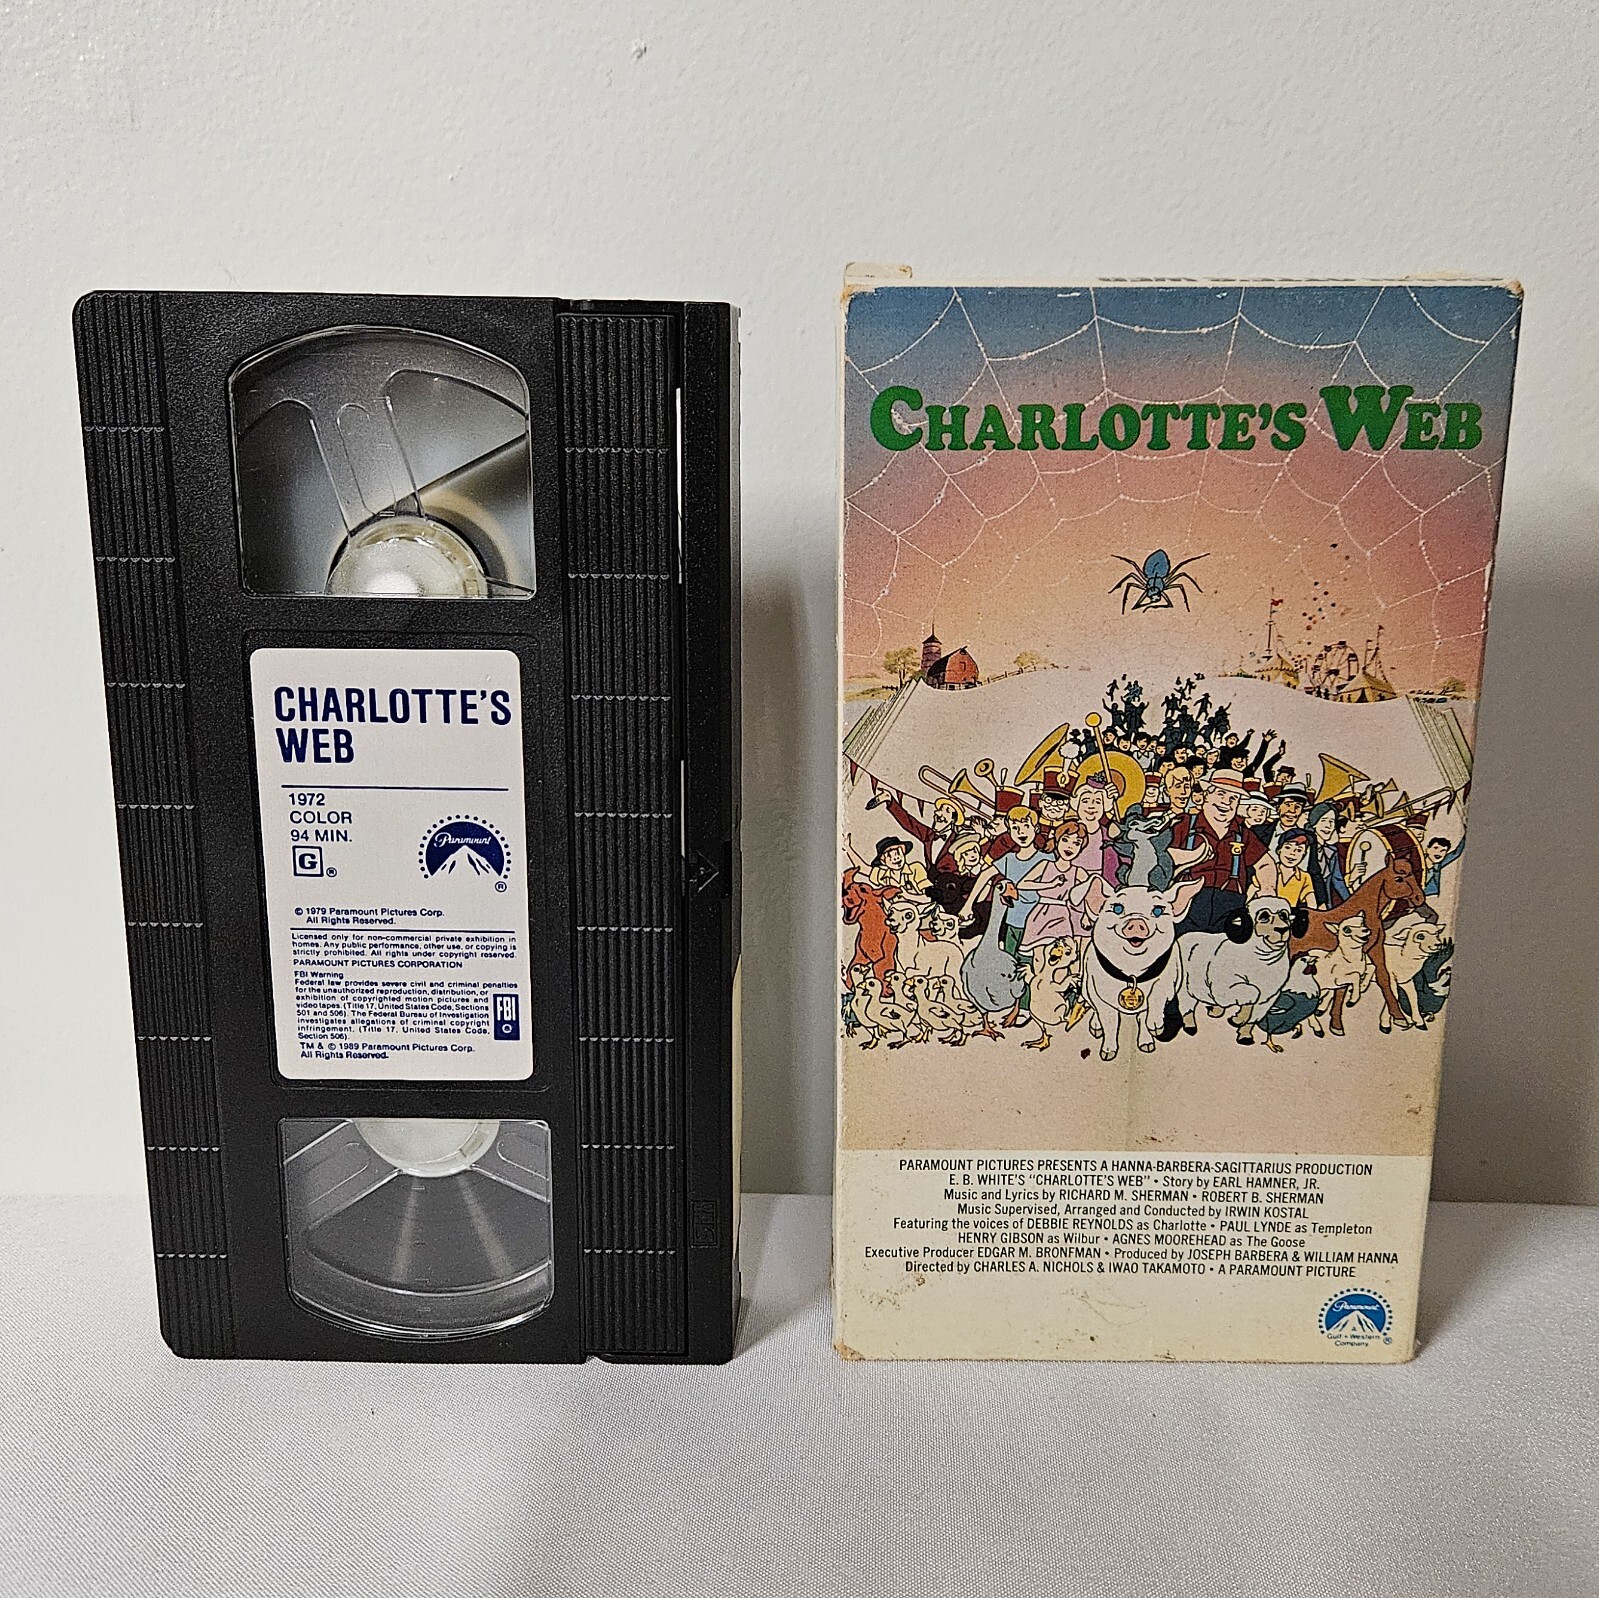 CHARLOTTE'S
WEB
1972
COLOR
94 MIN.
G ®
Paramount
®
© 1979 Paramount Pictures Corp.
All Rights Reserved.
Licensed only for non-commercial private exhibition in
homes. Any public performance, other use, or copying is
strictly prohibited. All rights under copyright reserved.
PARAMOUNT PICTURES CORPORATION
FBI Warning
Federal law provides severe civil and criminal penalties
for the unauthorized reproduction, distribution, or
exhibition of copyrighted motion pictures and
video tapes. (Title 17, United States Code, Sections
501 and 506). The Federal Bureau of Investigation
investigates allegations of criminal copyright
infringement. (Title 17, United States Code,
Section 506).
FBI
TM & © 1989 Paramount Pictures Corp.
All Rights Reserved.
CHARLOTTE'S WEB
PARAMOUNT PICTURES PRESENTS A HANNA-BARBERA-SAGITTARIUS PRODUCTION
E. B. WHITE'S "CHARLOTTE'S WEB" • Story by EARL HAMNER, JR.
Music and Lyrics by RICHARD M. SHERMAN • ROBERT B. SHERMAN
Music Supervised, Arranged and Conducted by IRWIN KOSTAL
Featuring the voices of DEBBIE REYNOLDS as Charlotte • PAUL LYNDE as Templeton
HENRY GIBSON as Wilbur • AGNES MOOREHEAD as The Goose
Executive Producer EDGAR M. BRONFMAN • Produced by JOSEPH BARBERA & WILLIAM HANNA
Directed by CHARLES A. NICHOLS & IWAO TAKAMOTO • A PARAMOUNT PICTURE
Paramount
A
Gulf + Western
Company
®